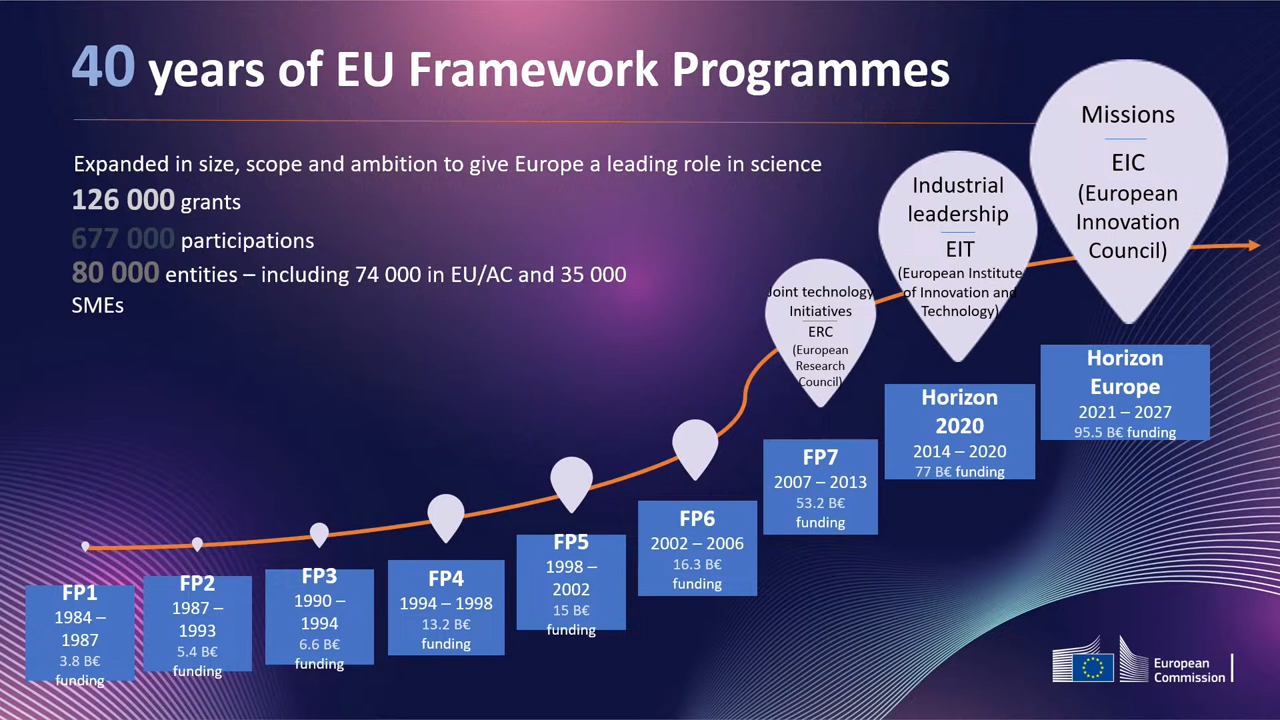 40 years of EU Framework Programmes
Expanded in size, scope and ambition to give Europe a leading role in science
126 000 grants
677 000 participations
80 000 entities – including 74 000 in EU/AC and 35 000
SMEs
FP1
1984 –
1987
3.8 B€
funding
FP2
1987 –
1993
5.4 B€
funding
FP3
1990 –
1994
6.6 B€
funding
FP4
1994 – 1998
13.2 B€
funding
FP5
1998 –
2002
15 B€
funding
FP6
2002 – 2006
16.3 B€
funding
Joint technology
Initiatives
ERC
(European
Research
Council)
FP7
2007 – 2013
53.2 B€
funding
Industrial
leadership
EIT
(European Institute
of Innovation and
Technology)
Horizon
2020
2014 – 2020
77 B€ funding
Missions
EIC
(European
Innovation
Council)
Horizon
Europe
2021 – 2027
95.5 B€ funding
European
Commission